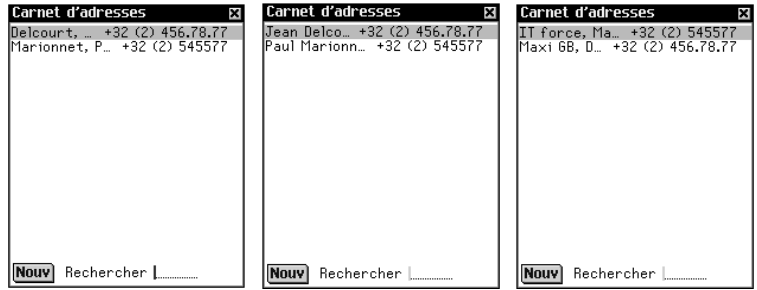 Carnet d'adresses
Delcourt, … +32 (2) 456.78.77
Marionnet, P… +32 (2) 545577
Nouv Rechercher
Carnet d'adresses
Jean Delco… +32 (2) 456.78.77
Paul Marionn… +32 (2) 545577
Nouv Rechercher
Carnet d'adresses
IT force, Ma… +32 (2) 545577
Maxi GB, D… +32 (2) 456.78.77
Nouv Rechercher